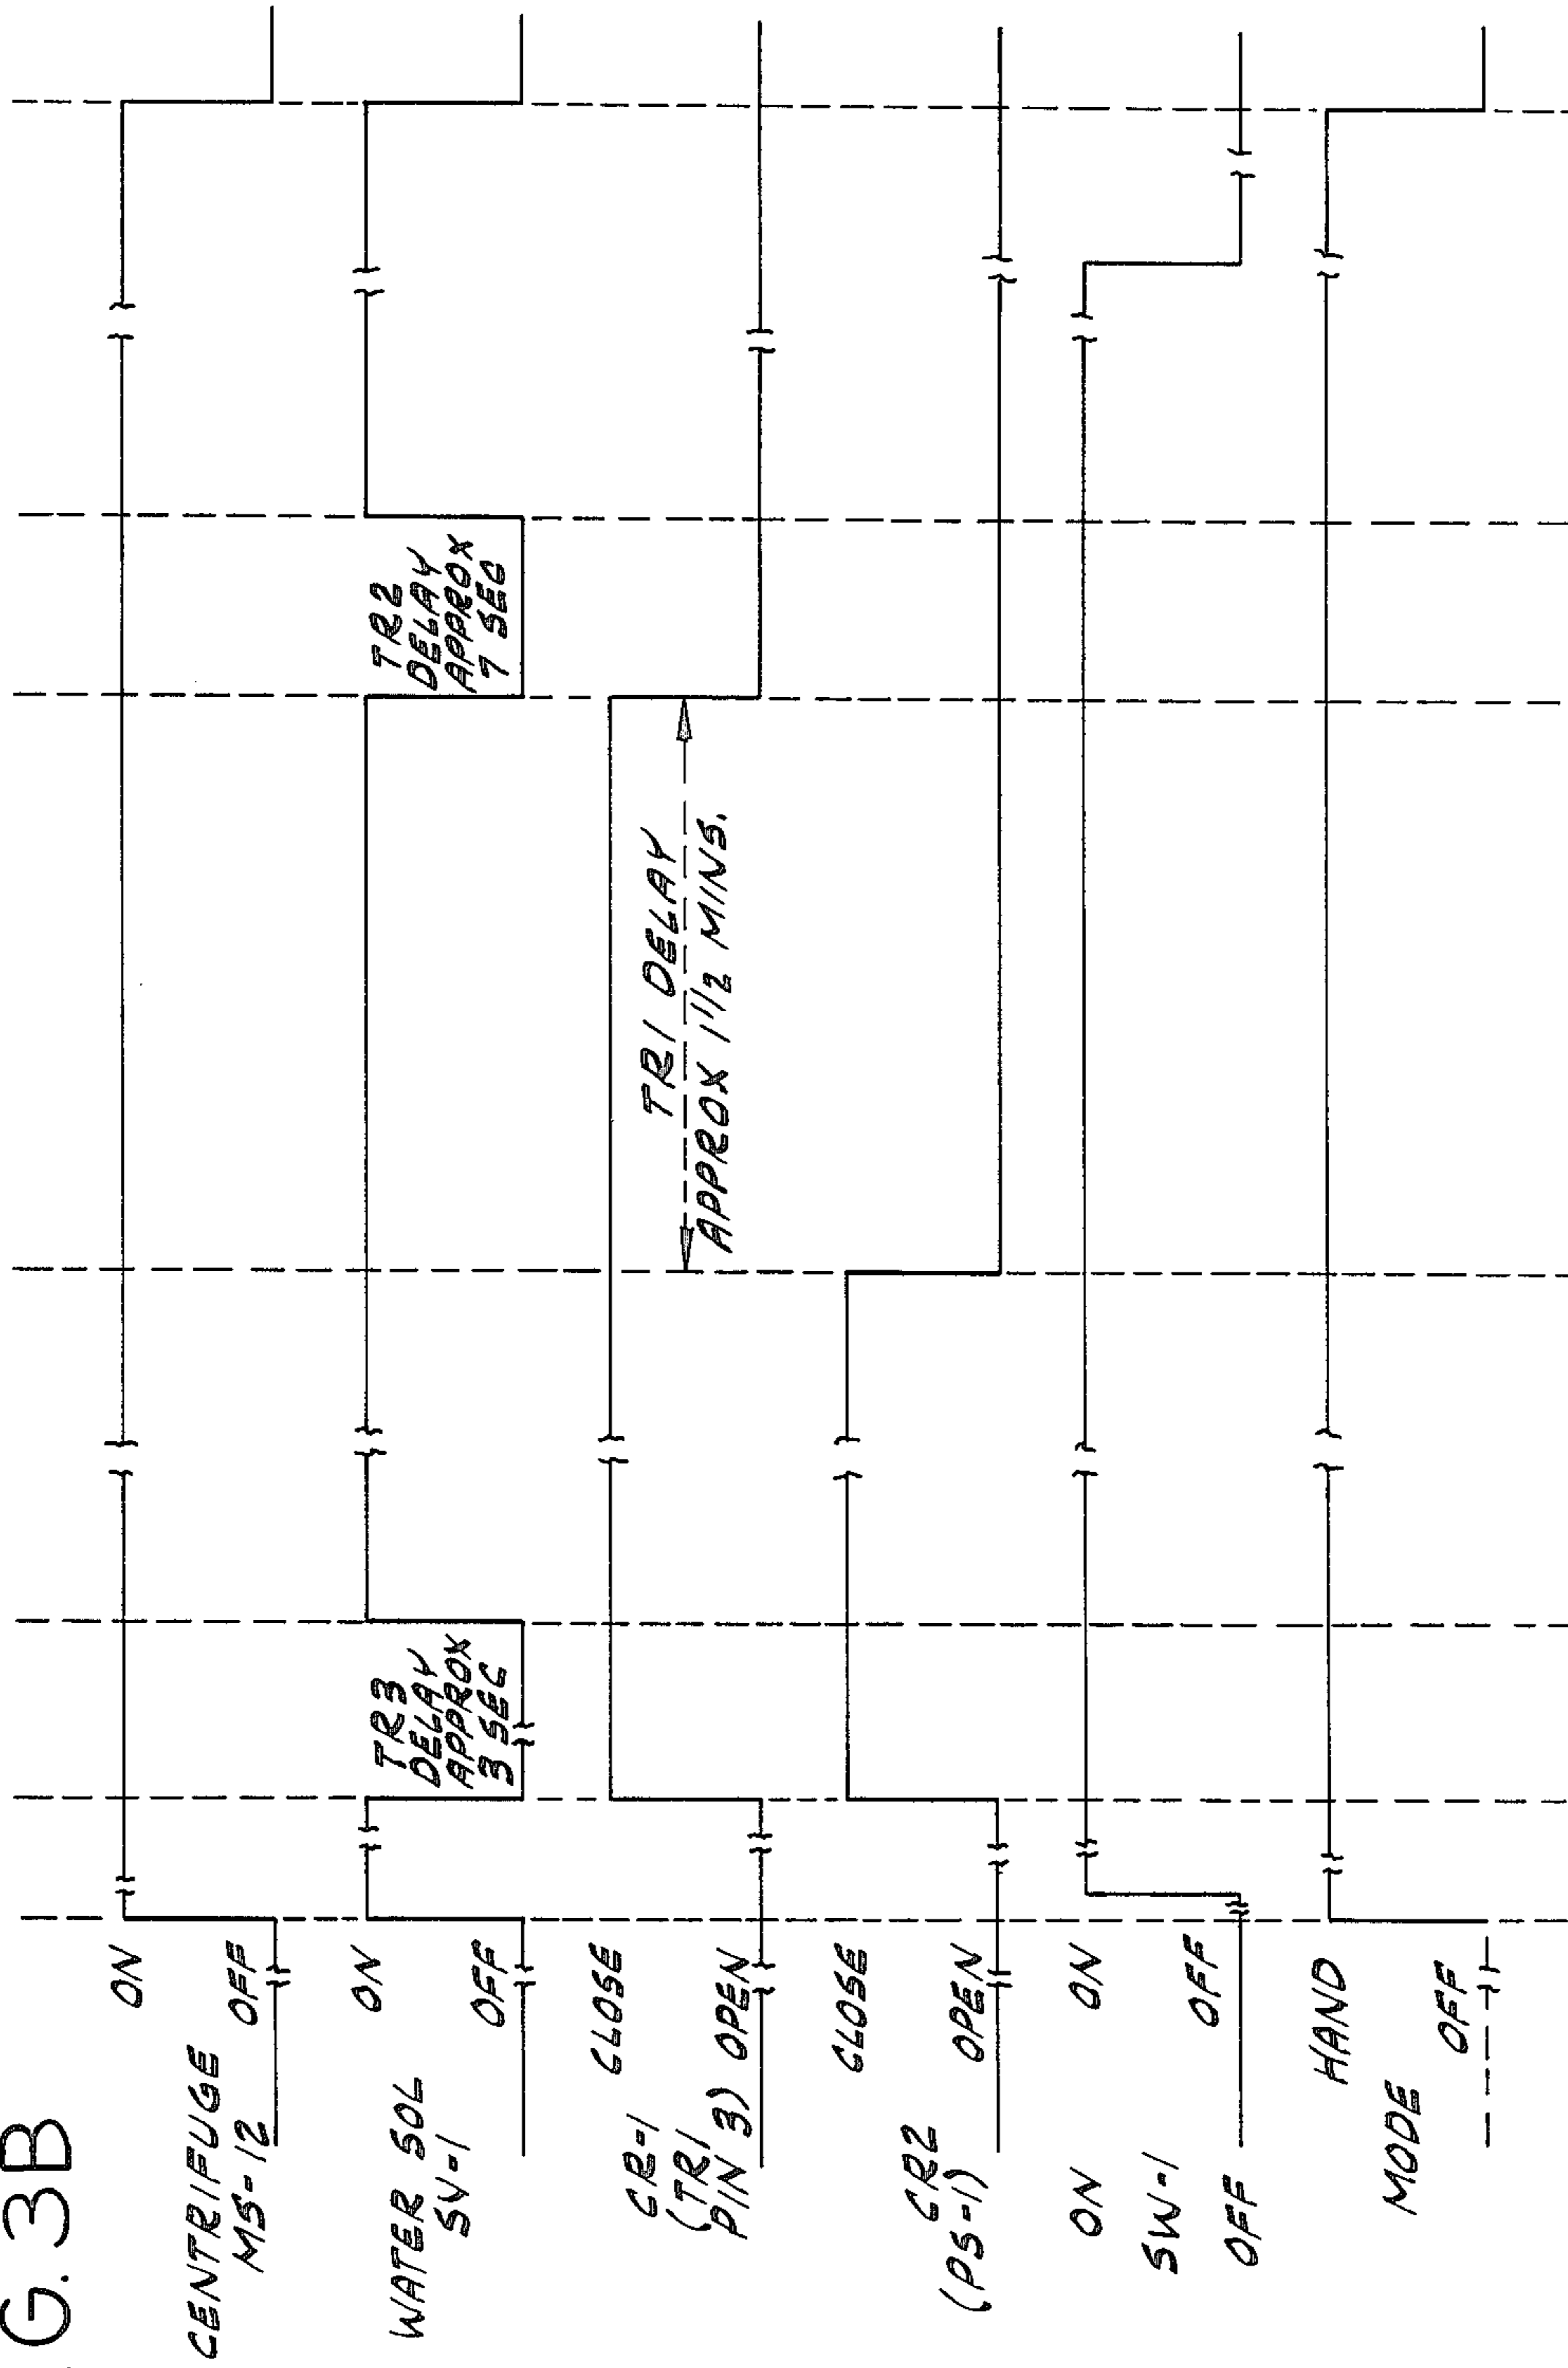 G. 3B
CENTRIFUGE
MS-12
ON
OFF
WATER SOL
SV-1
ON
OFF
TR3
DELAY
APPROX
3 SEC
TR2
DELAY
APPROX
7 SEC
CR-1
(TR1
PIN 3)
CLOSE
OPEN
TR1 DELAY
APPROX 1 1/2 MINS.
CR2
(PS-1)
CLOSE
OPEN
ON
SW-1
OFF
ON
OFF
MODE
HAND
OFF